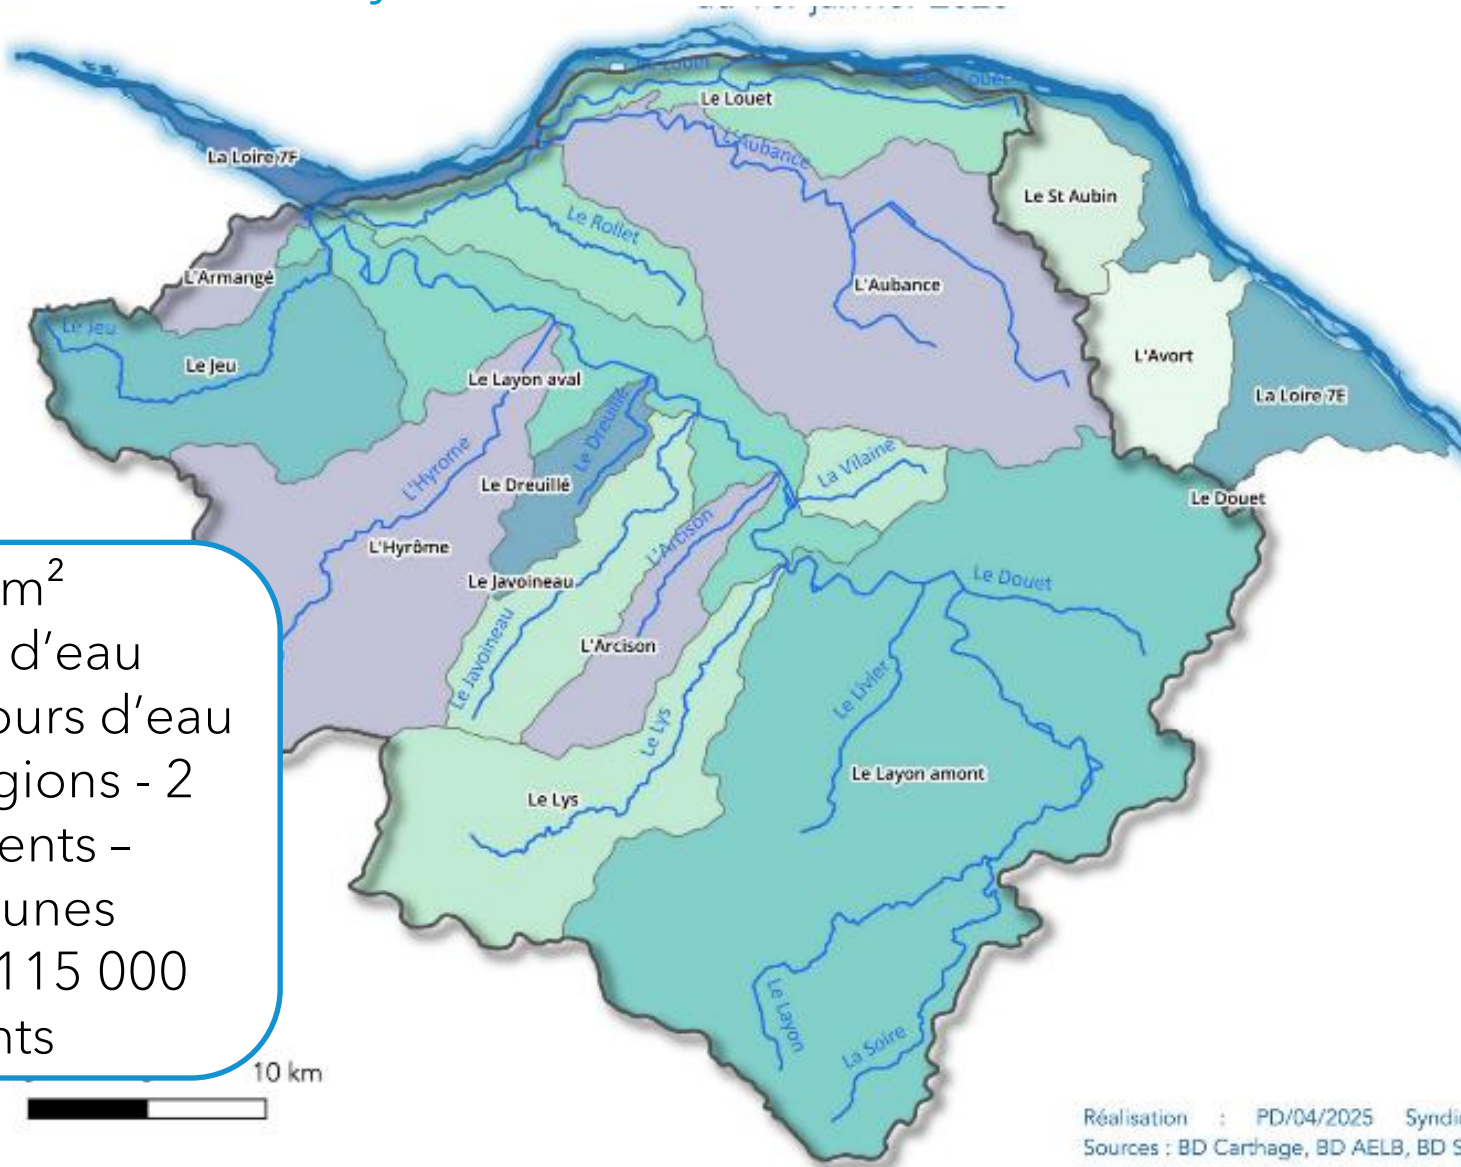 La Loire 7F
Le Louet
L'Aubance
Le St Aubin
Le Rollet
L'Armangé
L'Aubance
Le Jeu
Le Jeu
L'Avort
Le Layon aval
La Loire 7E
Le Dreuillé
L'Hyrome
La Vilaine
Le Dreuillé
Le Douet
L'Arcison
L'Hyrôme
Le Javoineau
Le Douet
Le Javoineau
L'Arcison
Le Livier
Le Lys
Le Layon amont
Le Lys
Le Layon
La Soire
m²
d'eau
ours d'eau
gions - 2
ents –
unes
115 000
nts
10 km
Réalisation : PD/04/2025 Syndi
Sources : BD Carthage, BD AELB, BD S